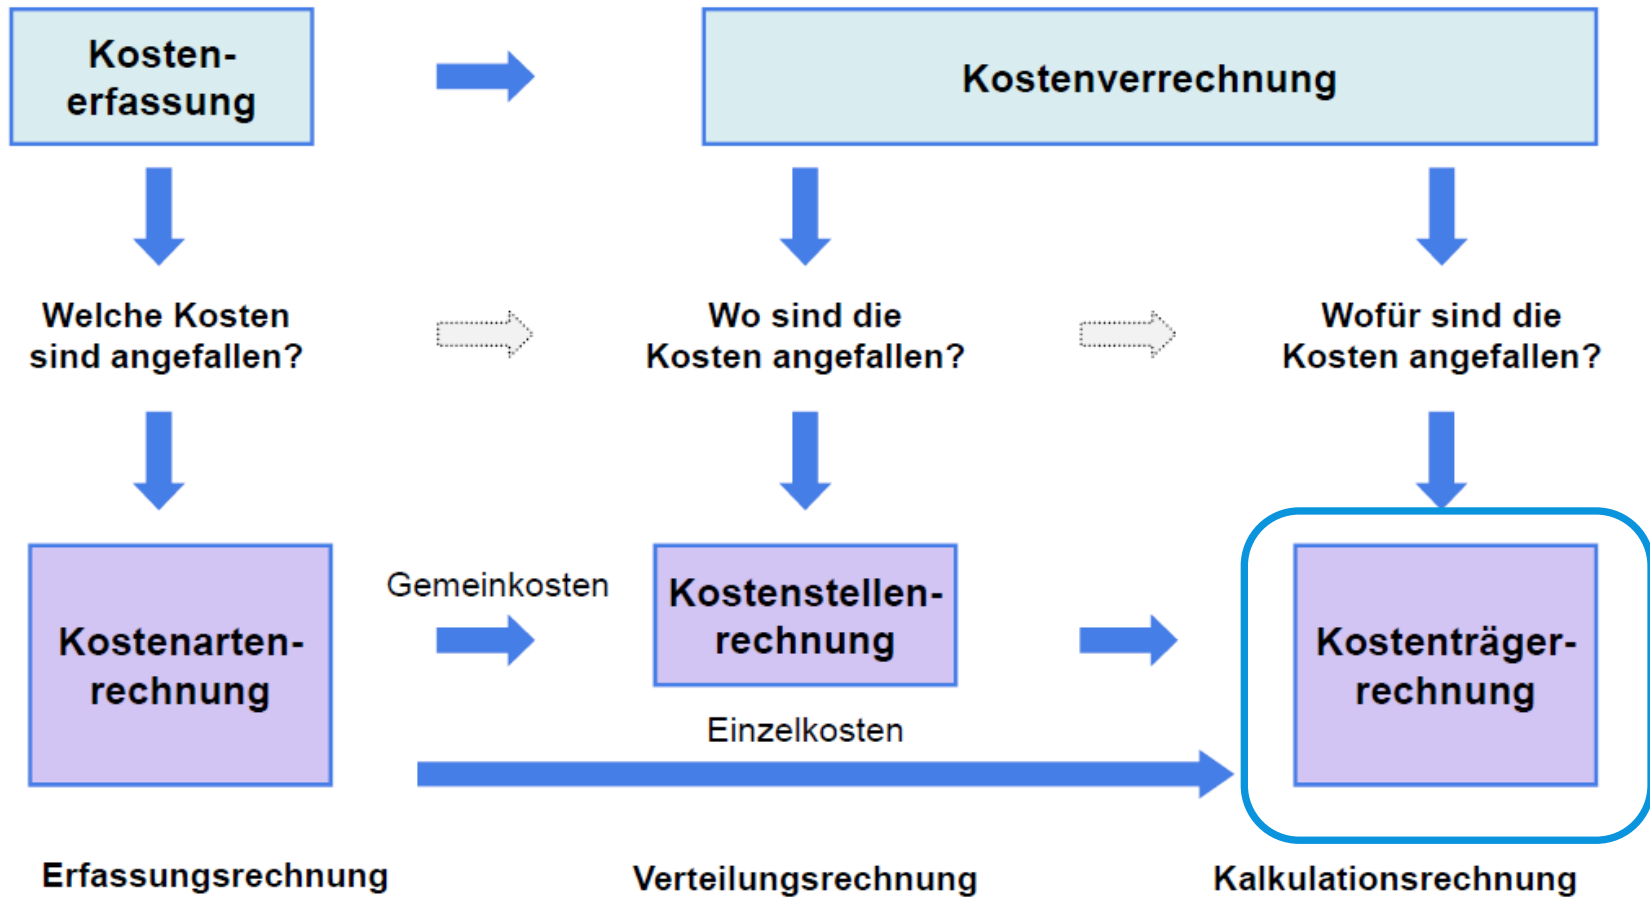 Kosten-
erfassung
Kostenverrechnung
Welche Kosten
sind angefallen?
Wo sind die
Kosten angefallen?
Wofür sind die
Kosten angefallen?
Kostenarten-
rechnung
Gemeinkosten
Kostenstellen-
rechnung
Einzelkosten
Kostenträger-
rechnung
Erfassungsrechnung
Verteilungsrechnung
Kalkulationsrechnung